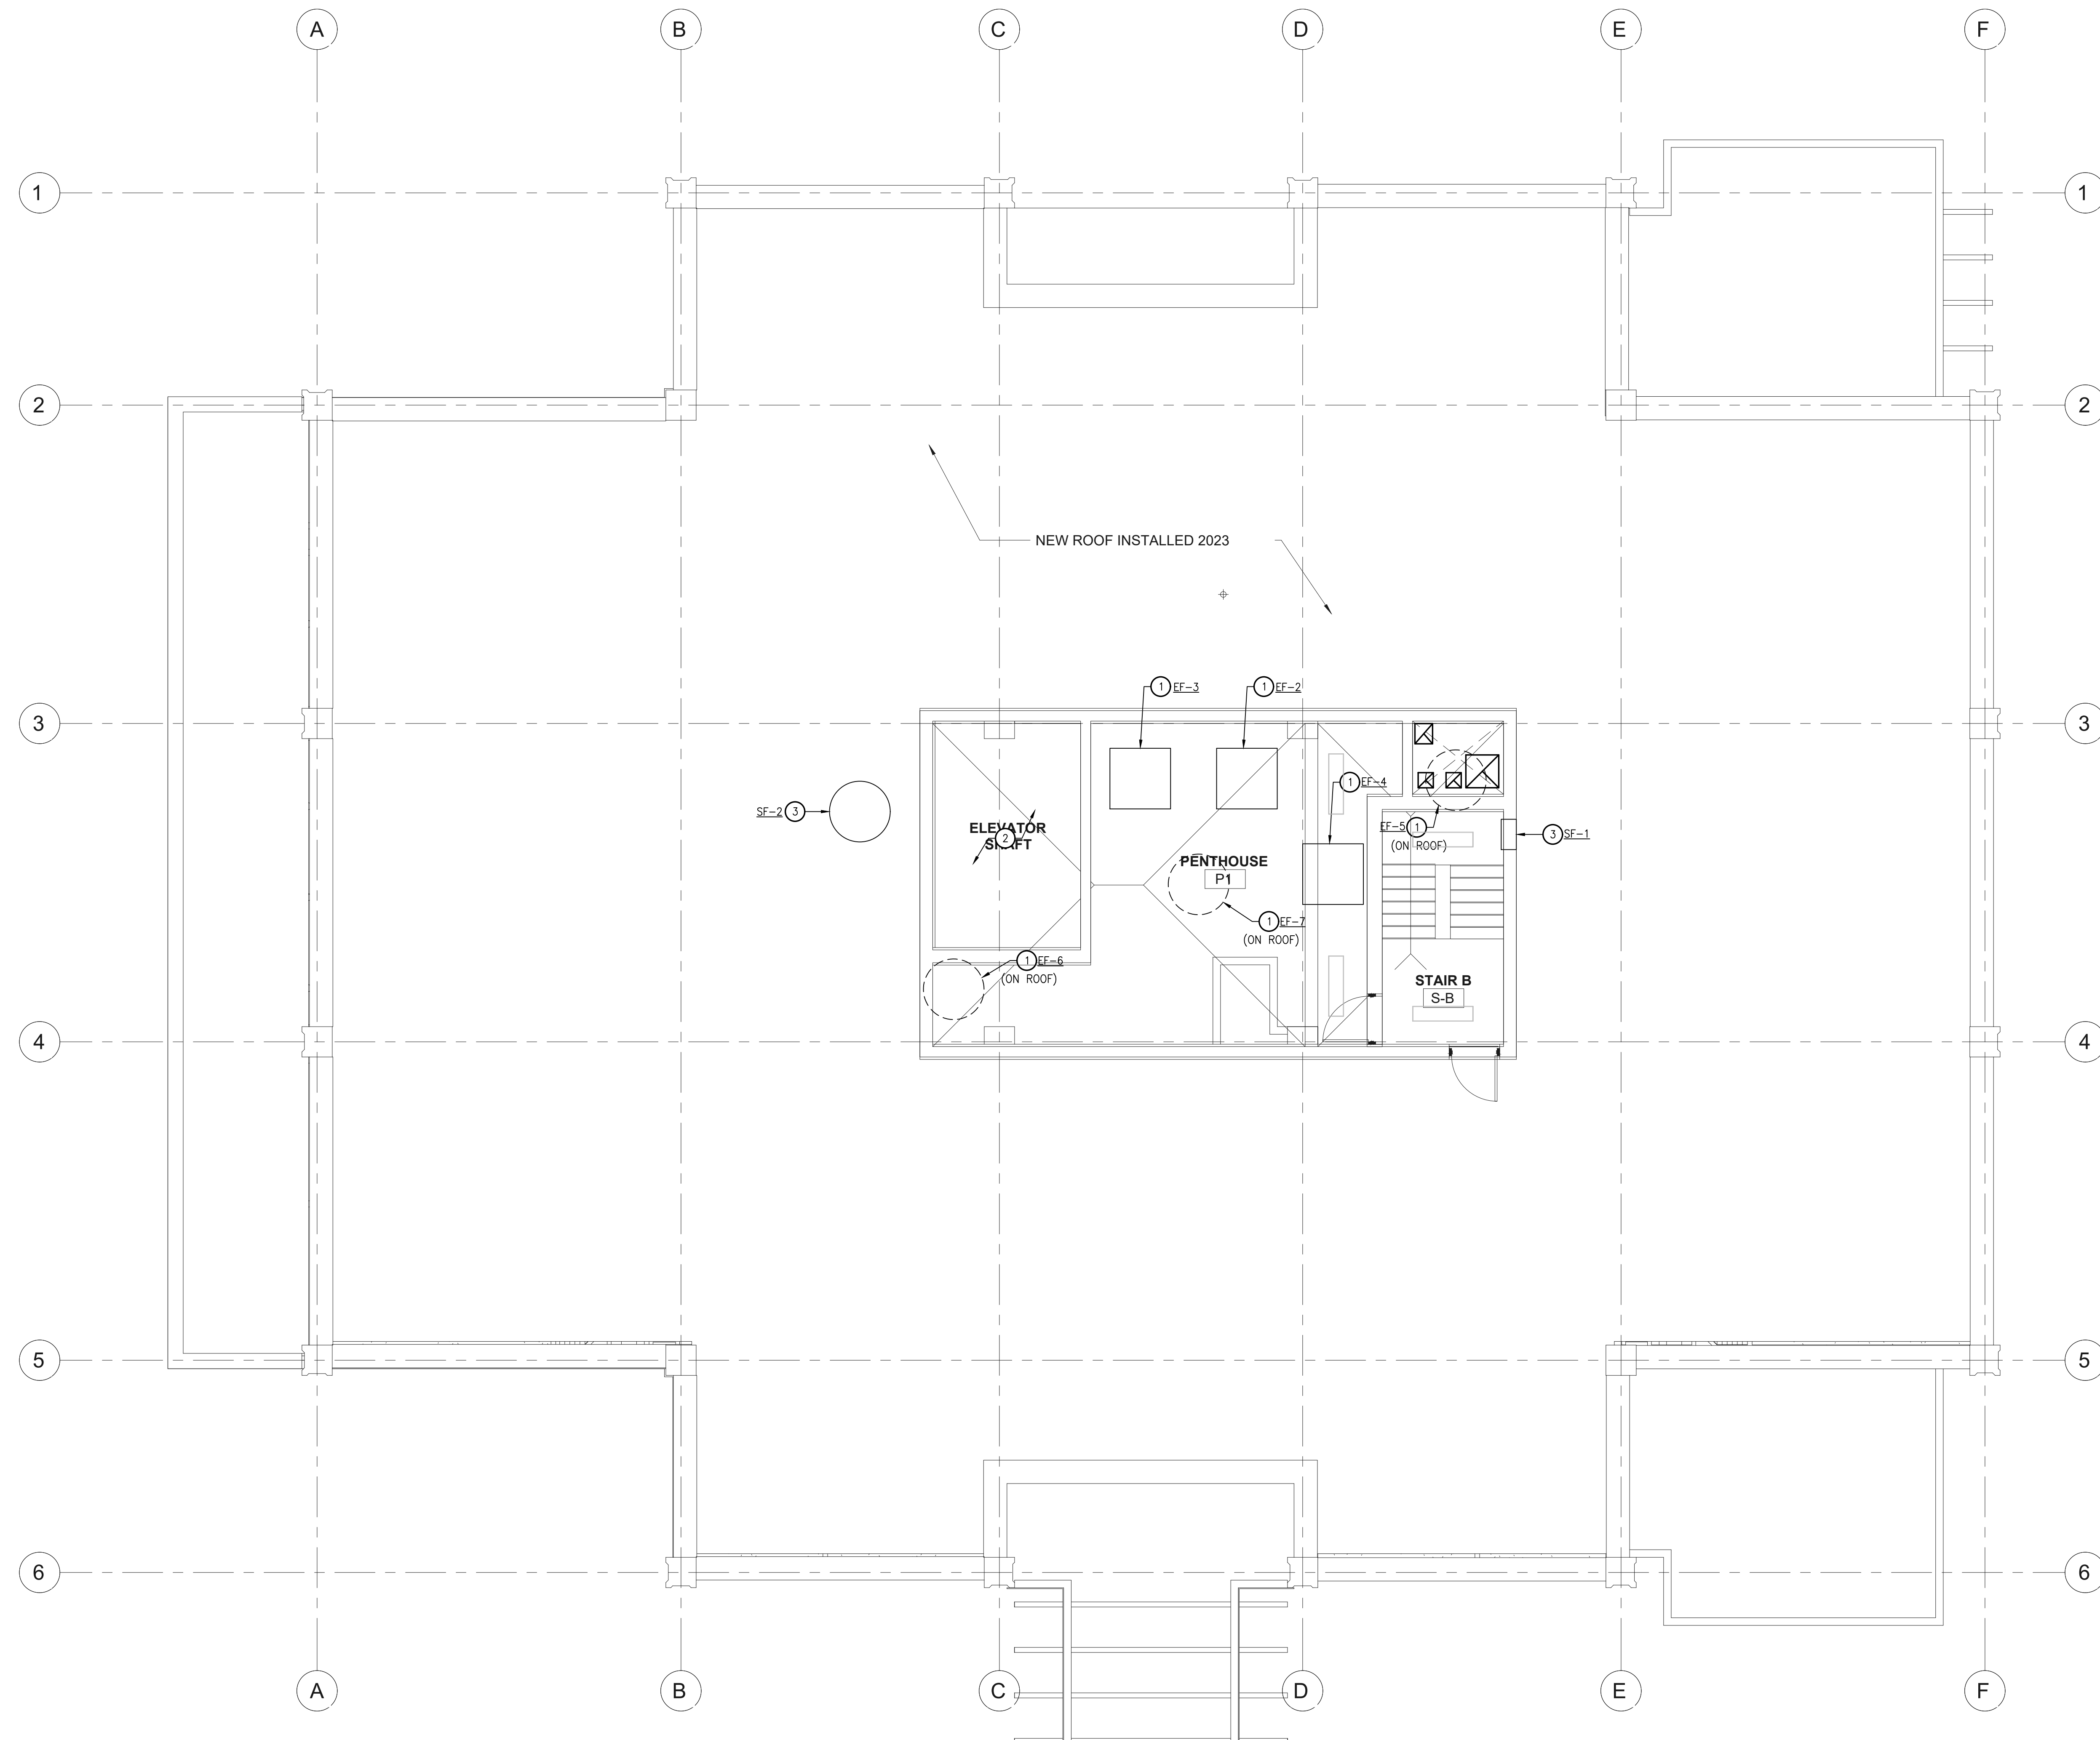 A B C D E F
1 1
2 2
NEW ROOF INSTALLED 2023
1 EF-3 1 EF-2
3 3
1 EF-4
SF-2 3
ELEVATOR
SHAFT
2
EF-5 1
(ON ROOF)
3 SF-1
PENTHOUSE
P1
1 EF-7
(ON ROOF)
1 EF-6
(ON ROOF)
STAIR B
S-B
4 4
5 5
6 6
A B C D E F